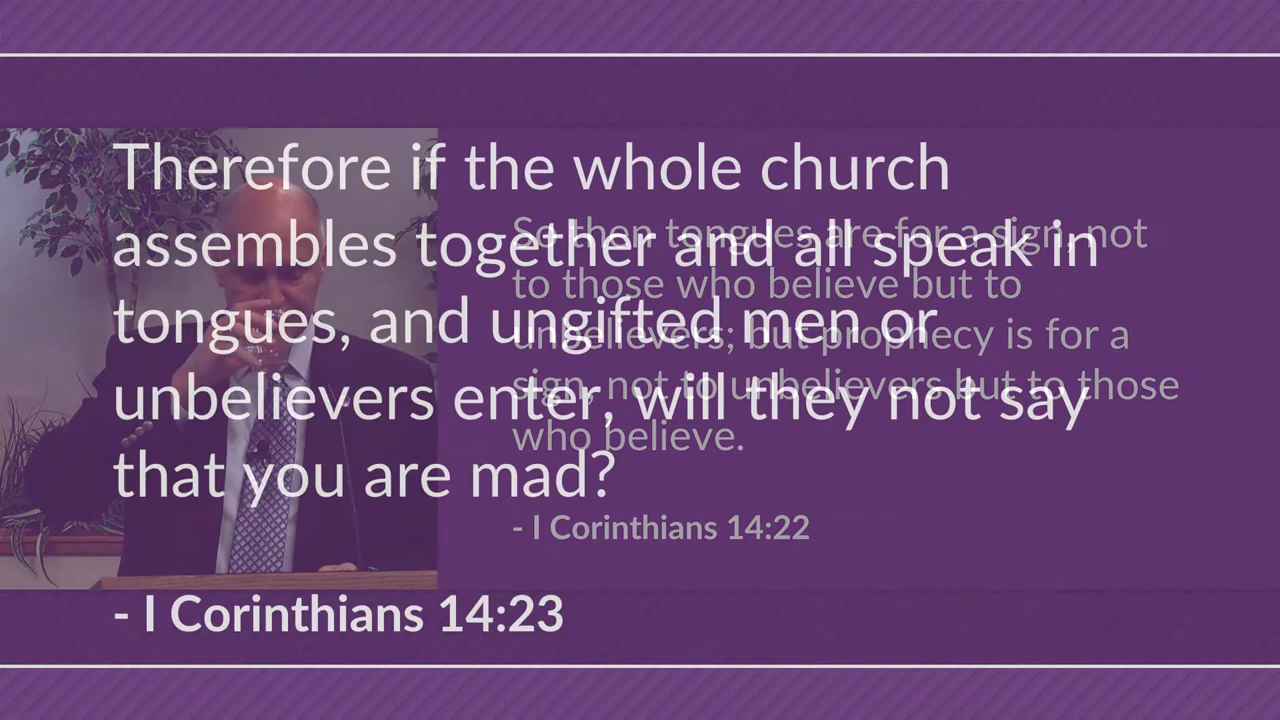 Therefore if the whole church
assembles together and all speak in
tongues, and ungifted men or
unbelievers enter, will they not say
that you are mad?
- I Corinthians 14:23
So then tongues are for a sign, not
to those who believe but to
unbelievers; but prophecy is for a
sign, not to unbelievers but to those
who believe.
- I Corinthians 14:22